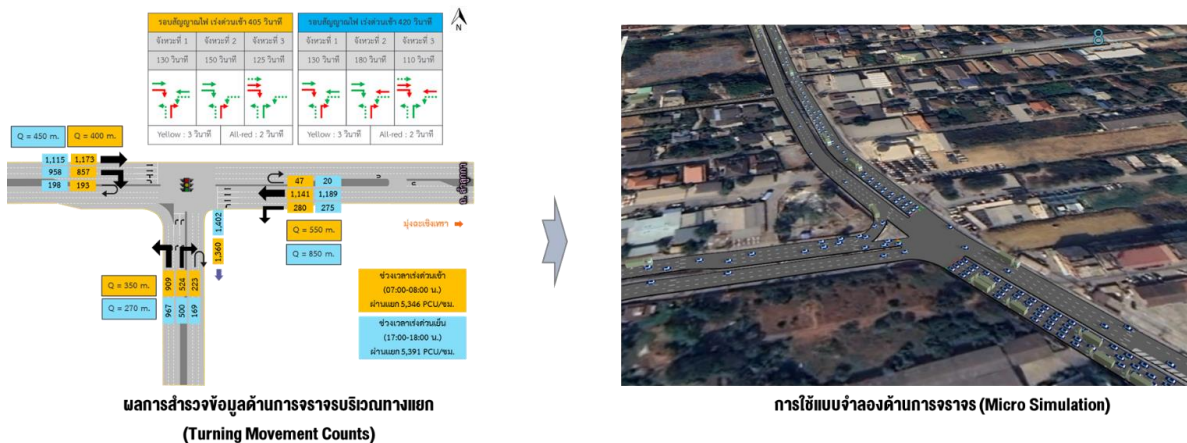 รอบสัญญาณไฟ เร่งด่วนเช้า 405 วินาที
จังหวะที่ 1 จังหวะที่ 2 จังหวะที่ 3
130 วินาที 150 วินาที 125 วินาที
Yellow : 3 วินาที All-red : 2 วินาที
รอบสัญญาณไฟ เร่งด่วนเช้า 420 วินาที
จังหวะที่ 1 จังหวะที่ 2 จังหวะที่ 3
130 วินาที 180 วินาที 110 วินาที
Yellow : 3 วินาที All-red : 2 วินาที
N
Q = 450 m. Q = 400 m.
1,115 1,173
958 857
198 193
47 20
1,141 1,189
280 275
1,402
1,360
Q = 550 m.
Q = 850 m.
มุ่งฉะเชิงเทรา
Q = 350 m.
Q = 270 m.
909 524 223
967 500 169
ช่วงเวลาเร่งด่วนเช้า
(07:00-08:00 น.)
ผ่านแยก 5,346 PCU/ชม.
ช่วงเวลาเร่งด่วนเย็น
(17:00-18:00 น.)
ผ่านแยก 5,391 PCU/ชม.
ผลการสำรวจข้อมูลด้านการจราจรบริเวณทางแยก
(Turning Movement Counts)
การใช้แบบจำลองด้านการจราจร (Micro Simulation)